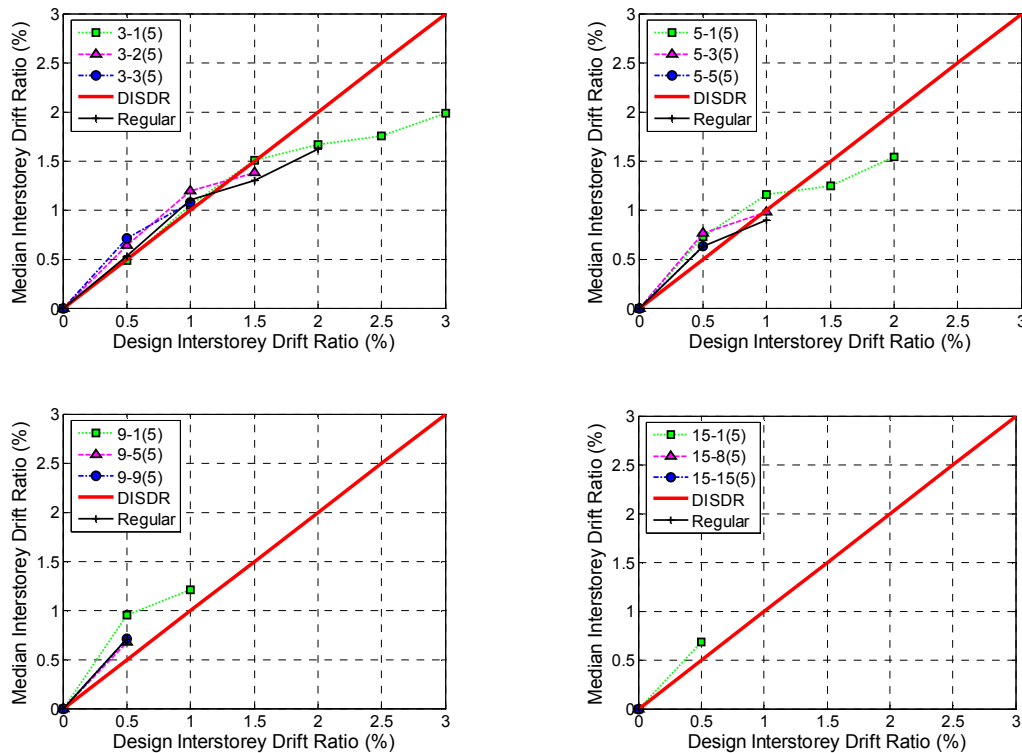 3
2.5
2
1.5
1
0.5
0
Median Interstorey Drift Ratio (%)
3-1(5)
3-2(5)
3-3(5)
DISDR
Regular
0 0.5 1 1.5 2 2.5 3
Design Interstorey Drift Ratio (%)
3
2.5
2
1.5
1
0.5
0
Median Interstorey Drift Ratio (%)
5-1(5)
5-3(5)
5-5(5)
DISDR
Regular
0 0.5 1 1.5 2 2.5 3
Design Interstorey Drift Ratio (%)
3
2.5
2
1.5
1
0.5
0
Median Interstorey Drift Ratio (%)
9-1(5)
9-5(5)
9-9(5)
DISDR
Regular
0 0.5 1 1.5 2 2.5 3
Design Interstorey Drift Ratio (%)
3
2.5
2
1.5
1
0.5
0
Median Interstorey Drift Ratio (%)
15-1(5)
15-8(5)
15-15(5)
DISDR
Regular
0 0.5 1 1.5 2 2.5 3
Design Interstorey Drift Ratio (%)